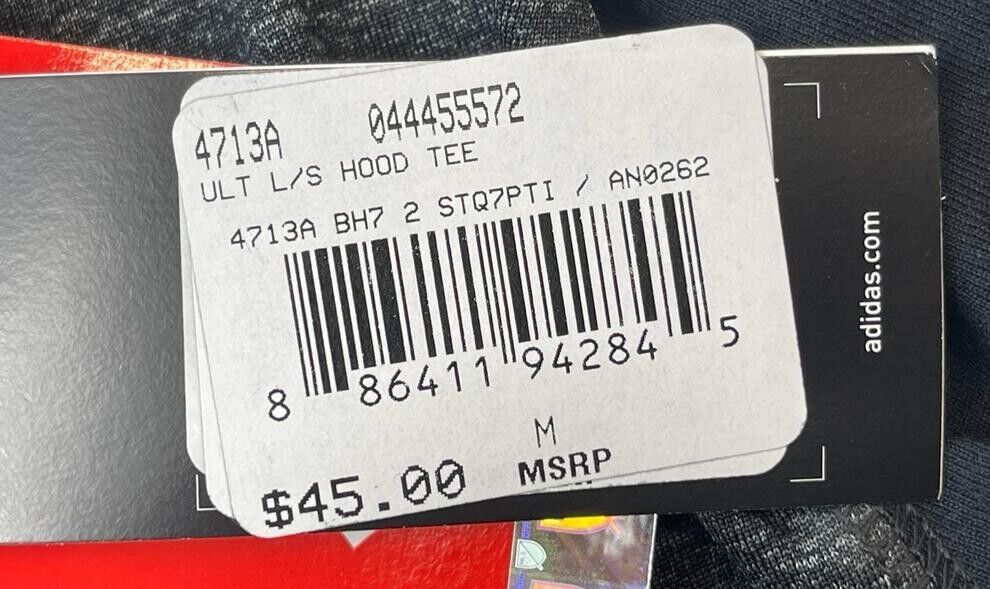 4713A 044455572
ULT L/S HOOD TEE
4713A BH7 2 STQ7PTI / AN0262
8 86411 94284 5
M
$45.00 MSRP
adidas.com